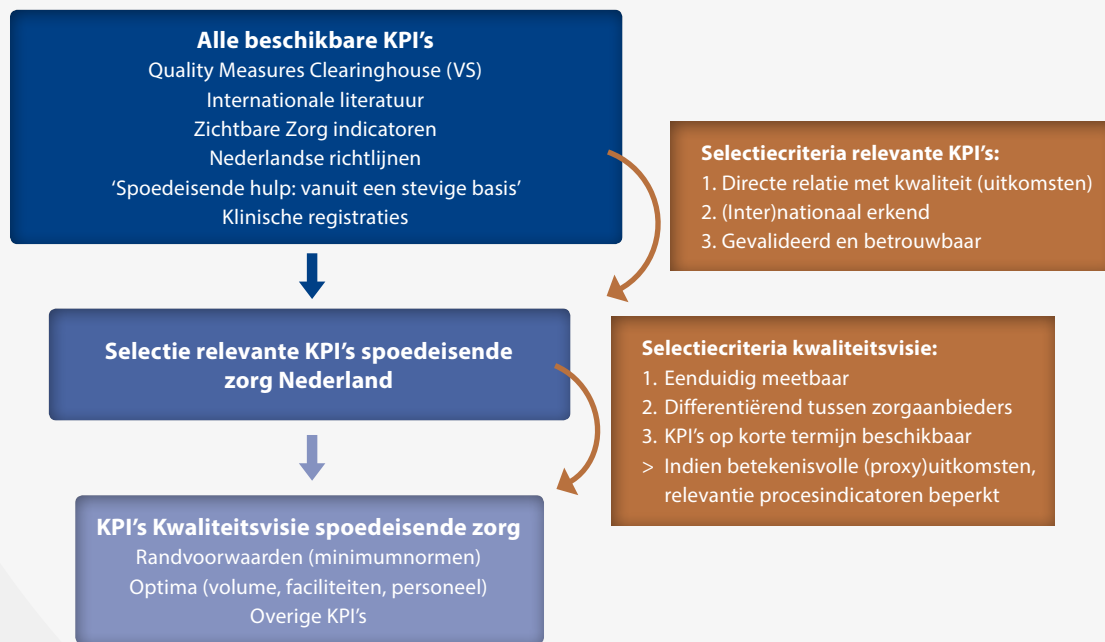 Alle beschikbare KPI's
Quality Measures Clearinghouse (VS)
Internationale literatuur
Zichtbare Zorg indicatoren
Nederlandse richtlijnen
‘Spoedeisende hulp: vanuit een stevige basis’
Klinische registraties
Selectiecriteria relevante KPI's:
1. Directe relatie met kwaliteit (uitkomsten)
2. (Inter)nationaal erkend
3. Gevalideerd en betrouwbaar
Selectie relevante KPI's spoedeisende
zorg Nederland
Selectiecriteria kwaliteitsvisie:
1. Eenduidig meetbaar
2. Differentiërend tussen zorgaanbieders
3. KPI's op korte termijn beschikbaar
> Indien betekenisvolle (proxy)uitkomsten,
relevantie procesindicatoren beperkt
KPI's Kwaliteitsvisie spoedeisende zorg
Randvoorwaarden (minimumnormen)
Optima (volume, faciliteiten, personeel)
Overige KPI's